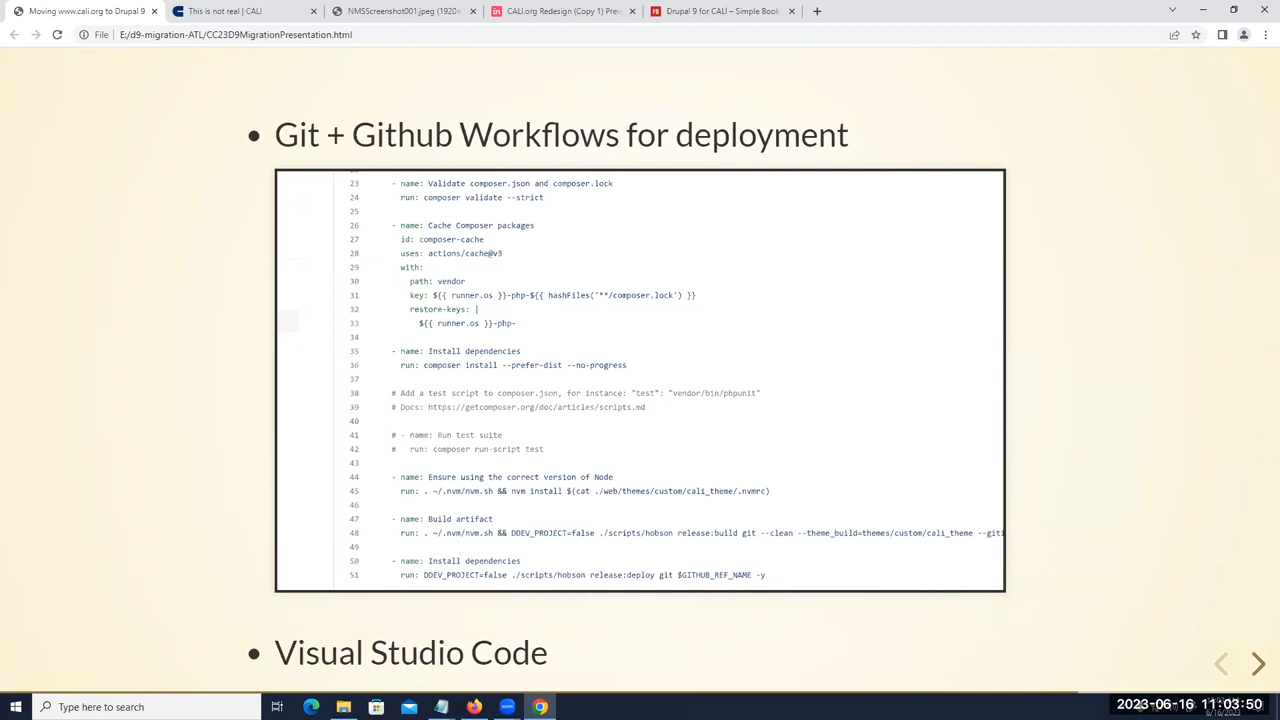 Moving www.cali.org to Drupal 9
This is not real | CALI
NMSScreenshot001.jpeg (1920×
CALI.org Redesign (Copy 1) Prev
Drupal 9 for CALI – Simple Book
File
E:/d9-migration-ATL/CC23D9MigrationPresentation.html
• Git + Github Workflows for deployment
23 - name: Validate composer.json and composer.lock
24 run: composer validate --strict
25
26 - name: Cache Composer packages
27 id: composer-cache
28 uses: actions/cache@v3
29 with:
30 path: vendor
31 key: ${{ runner.os }}-php-${{ hashFiles('**/composer.lock') }}
32 restore-keys: |
33 ${{ runner.os }}-php-
34
35 - name: Install dependencies
36 run: composer install --prefer-dist --no-progress
37
38 # Add a test script to composer.json, for instance: "test": "vendor/bin/phpunit"
39 # Docs: https://getcomposer.org/doc/articles/scripts.md
40
41 # - name: Run test suite
42 # run: composer run-script test
43
44 - name: Ensure using the correct version of Node
45 run: . ~/.nvm/nvm.sh && nvm install $(cat ./web/themes/custom/cali_theme/.nvmrc)
46
47 - name: Build artifact
48 run: . ~/.nvm/nvm.sh && DDEV_PROJECT=false ./scripts/hobson release:build git --clean --theme_build=themes/custom/cali_theme --giti
49
50 - name: Install dependencies
51 run: DDEV_PROJECT=false ./scripts/hobson release:deploy git $GITHUB_REF_NAME -y
• Visual Studio Code
Type here to search
2023-06-16 11:03:50